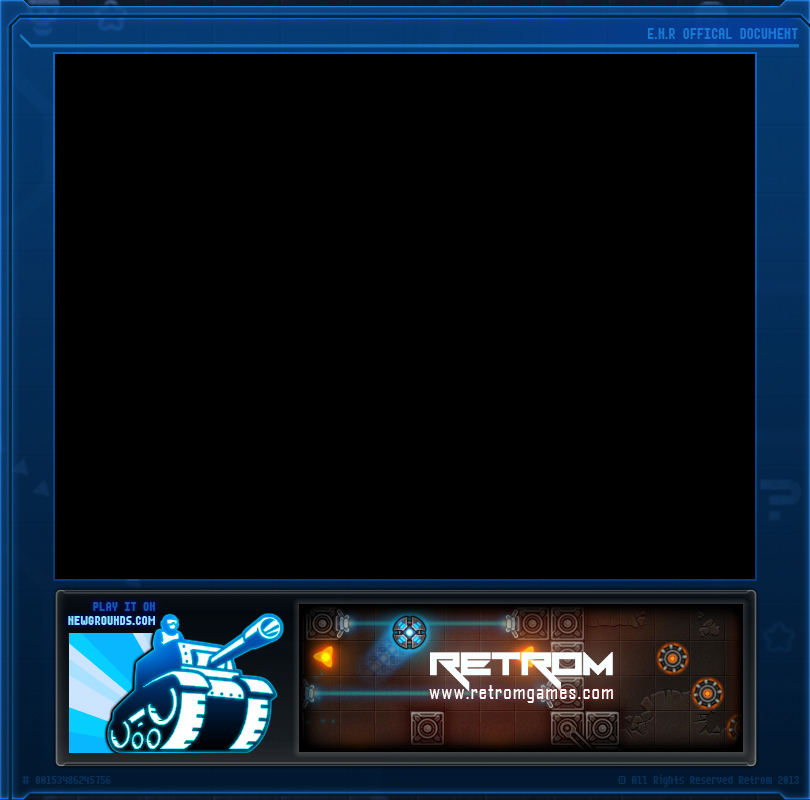 E.N.R OFFICAL DOCUMENT
PLAY IT ON
NEWGROUNDS.COM
RETROM
www.retromgames.com
# 00153486245756
© All Rights Reserved Retrom 2013